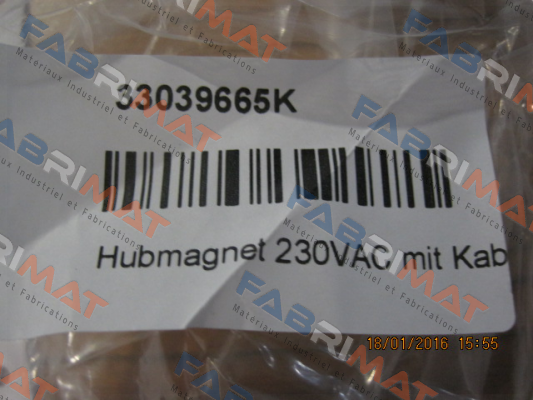 33039665K
Hubmagnet 230VAC mit Kab
18/01/2016 15:55
FABRIMAT
Materiaux Industriel et Fabrications